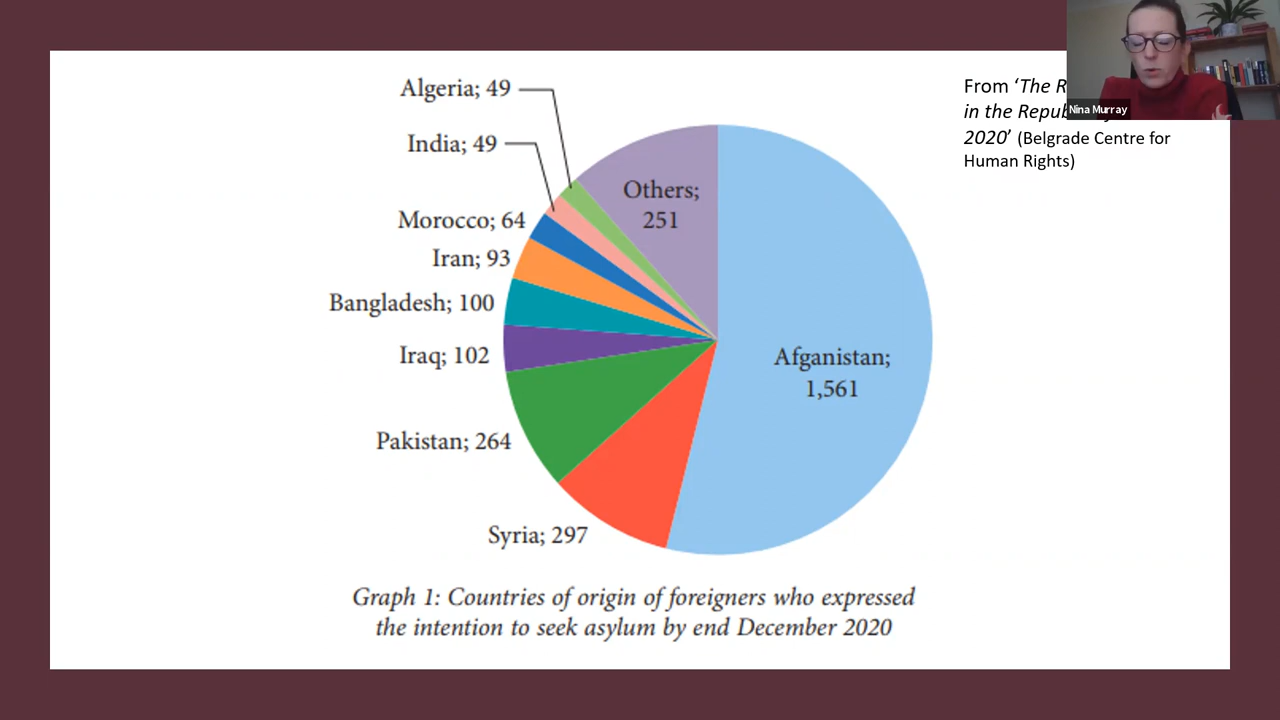 Algeria; 49
India; 49
Morocco; 64
Iran; 93
Bangladesh; 100
Iraq; 102
Pakistan; 264
Syria; 297
Others;
251
Afganistan;
1,561
From ‘The
in the
2020’ (Belgrade Centre for
Human Rights)
Nina Murray
Graph 1: Countries of origin of foreigners who expressed
the intention to seek asylum by end December 2020